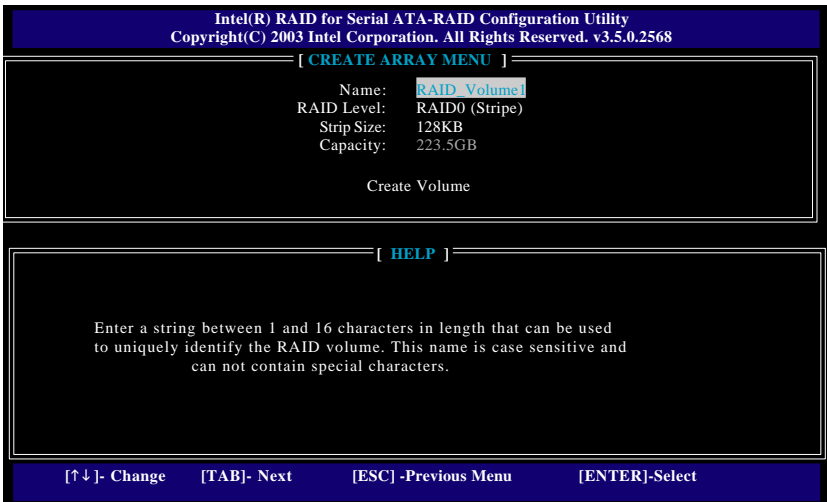 Intel(R) RAID for Serial ATA-RAID Configuration Utility
Copyright(C) 2003 Intel Corporation. All Rights Reserved. v3.5.0.2568
[ CREATE ARRAY MENU ]
Name: RAID_Volume1
RAID Level: RAID0 (Stripe)
Strip Size: 128KB
Capacity: 223.5GB
Create Volume
[ HELP ]
Enter a string between 1 and 16 characters in length that can be used
to uniquely identify the RAID volume. This name is case sensitive and
can not contain special characters.
[↑↓]- Change [TAB]- Next [ESC] -Previous Menu [ENTER]-Select